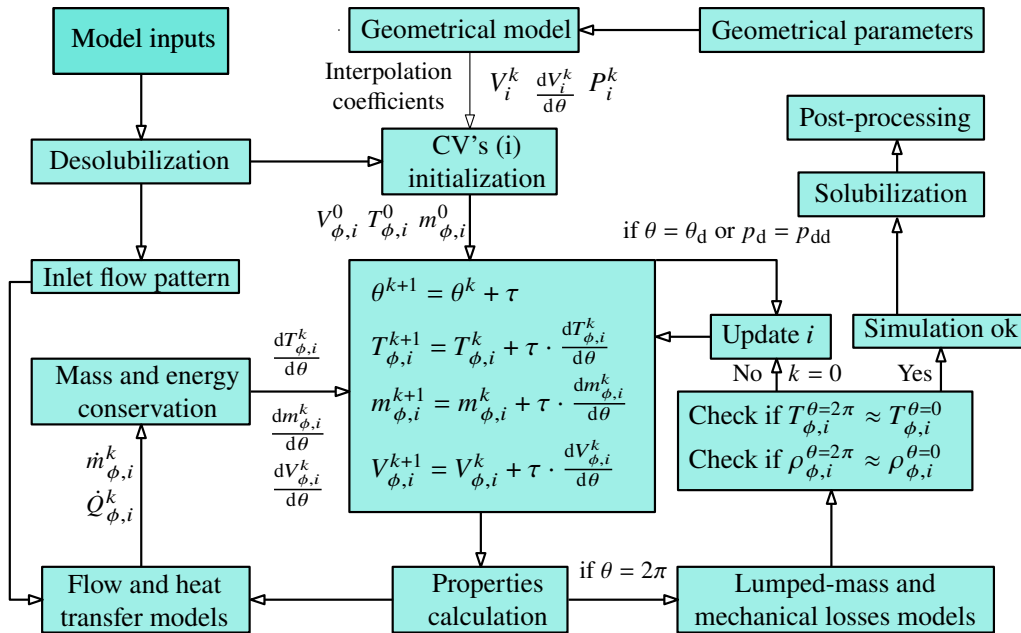 Model inputs
Geometrical model
Geometrical parameters
Interpolation
coefficients
V_i^k dV_i^k/dθ P_i^k
Desolubilization
CV's (i)
initialization
Post-processing
Solubilization
V_{ϕ,i}^0 T_{ϕ,i}^0 m_{ϕ,i}^0
if θ = θ_d or p_d = p_dd
Inlet flow pattern
θ^{k+1} = θ^k + τ
T_{ϕ,i}^{k+1} = T_{ϕ,i}^k + τ · dT_{ϕ,i}^k/dθ
m_{ϕ,i}^{k+1} = m_{ϕ,i}^k + τ · dm_{ϕ,i}^k/dθ
V_{ϕ,i}^{k+1} = V_{ϕ,i}^k + τ · dV_{ϕ,i}^k/dθ
Update i
Simulation ok
No k = 0
Yes
Mass and energy
conservation
dT_{ϕ,i}^k/dθ
dm_{ϕ,i}^k/dθ
dV_{ϕ,i}^k/dθ
Check if T_{ϕ,i}^{θ=2π} ≈ T_{ϕ,i}^{θ=0}
Check if ρ_{ϕ,i}^{θ=2π} ≈ ρ_{ϕ,i}^{θ=0}
ṁ_{ϕ,i}^k
Q̇_{ϕ,i}^k
Flow and heat
transfer models
Properties
calculation
if θ = 2π
Lumped-mass and
mechanical losses models